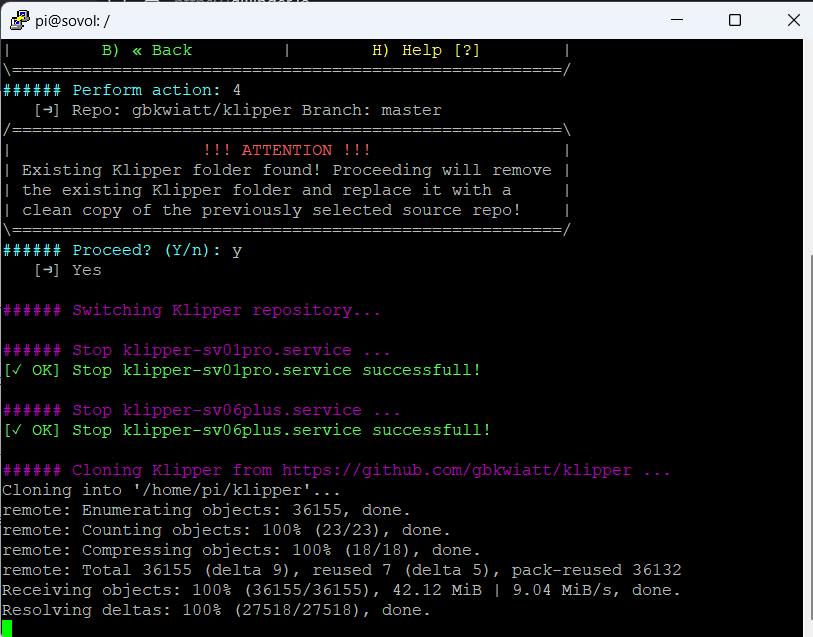 pi@sovol: /
|         B) « Back         |        H) Help [?]        |
\=======================================================/
###### Perform action: 4
   [➔] Repo: gbkwiatt/klipper Branch: master
/=======================================================\
|                   !!! ATTENTION !!!                   |
| Existing Klipper folder found! Proceeding will remove |
| the existing Klipper folder and replace it with a     |
| clean copy of the previously selected source repo!    |
\=======================================================/
###### Proceed? (Y/n): y
   [➔] Yes
###### Switching Klipper repository...
###### Stop klipper-sv01pro.service ...
[✓ OK] Stop klipper-sv01pro.service successfull!
###### Stop klipper-sv06plus.service ...
[✓ OK] Stop klipper-sv06plus.service successfull!
###### Cloning Klipper from https://github.com/gbkwiatt/klipper ...
Cloning into '/home/pi/klipper'...
remote: Enumerating objects: 36155, done.
remote: Counting objects: 100% (23/23), done.
remote: Compressing objects: 100% (18/18), done.
remote: Total 36155 (delta 9), reused 7 (delta 5), pack-reused 36132
Receiving objects: 100% (36155/36155), 42.12 MiB | 9.04 MiB/s, done.
Resolving deltas: 100% (27518/27518), done.